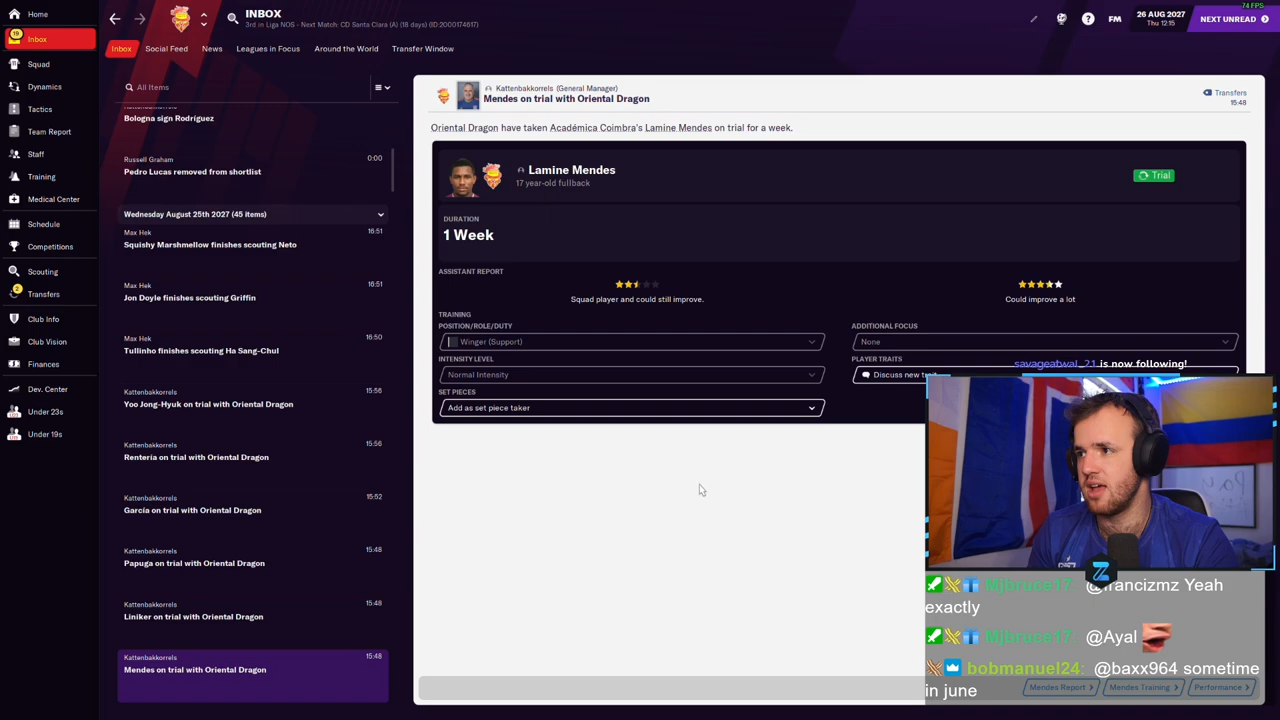 74 FPS
Home
INBOX
3rd in Liga NOS - Next Match: CD Santa Clara (A) (18 days) (ID:2000174617)
FM
26 AUG 2027
Thu 12:15
NEXT UNREAD
19
Inbox
Inbox
Social Feed
News
Leagues in Focus
Around the World
Transfer Window
Squad
Dynamics
Tactics
Team Report
Staff
Training
Medical Center
Schedule
Competitions
Scouting
2
Transfers
Club Info
Club Vision
Finances
Dev. Center
Under 23s
Under 19s
All Items
Kattenbakkorrels
Bologna sign Rodríguez
Russell Graham
0:00
Pedro Lucas removed from shortlist
Wednesday August 25th 2027 (45 items)
Max Hek
16:51
Squishy Marshmellow finishes scouting Neto
Max Hek
16:51
Jon Doyle finishes scouting Griffin
Max Hek
16:50
Tullinho finishes scouting Ha Sang-Chul
Kattenbakkorrels
15:56
Yoo Jong-Hyuk on trial with Oriental Dragon
Kattenbakkorrels
15:56
Rentería on trial with Oriental Dragon
Kattenbakkorrels
15:52
García on trial with Oriental Dragon
Kattenbakkorrels
15:48
Papuga on trial with Oriental Dragon
Kattenbakkorrels
15:48
Liniker on trial with Oriental Dragon
Kattenbakkorrels
15:48
Mendes on trial with Oriental Dragon
Kattenbakkorrels (General Manager)
Mendes on trial with Oriental Dragon
Transfers
15:48
Oriental Dragon have taken Académica Coimbra's Lamine Mendes on trial for a week.
Lamine Mendes
17 year-old fullback
Trial
DURATION
1 Week
ASSISTANT REPORT
Squad player and could still improve.
Could improve a lot
TRAINING
POSITION/ROLE/DUTY
Winger (Support)
ADDITIONAL FOCUS
None
INTENSITY LEVEL
Normal Intensity
PLAYER TRAITS
Discuss new trait
SET PIECES
Add as set piece taker
savageatwal_21 is now following!
Mjbruce17 @francizmz Yeah
exactly
Mjbruce17 @Ayal
bobmanuel24: @baxx964 sometime
in june
Mendes Report
Mendes Training
Performance